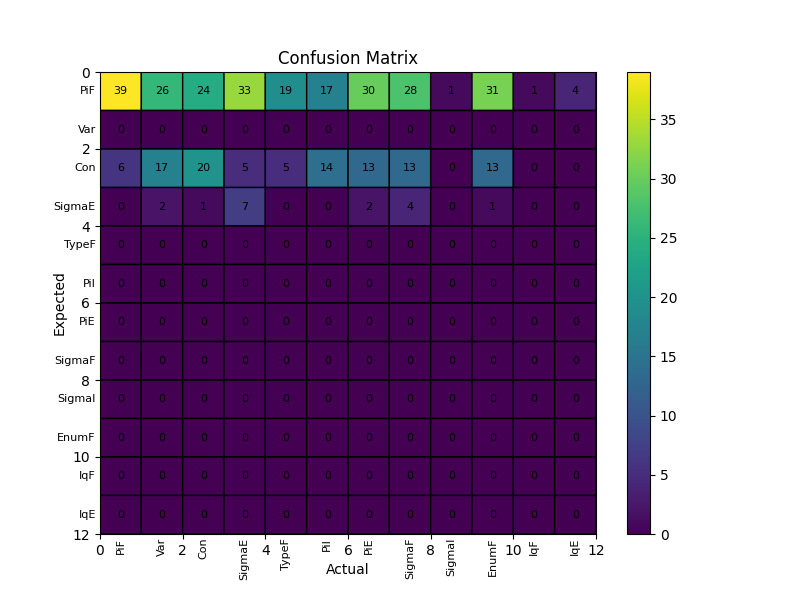 Confusion Matrix
0
PiF 39 26 24 33 19 17 30 28 1 31 1 4
Var 0 0 0 0 0 0 0 0 0 0 0 0
2
Con 6 17 20 5 5 14 13 13 0 13 0 0
SigmaE 0 2 1 7 0 0 2 4 0 1 0 0
4
TypeF 0 0 0 0 0 0 0 0 0 0 0 0
PiI 0 0 0 0 0 0 0 0 0 0 0 0
6
PiE 0 0 0 0 0 0 0 0 0 0 0 0
SigmaF 0 0 0 0 0 0 0 0 0 0 0 0
8
SigmaI 0 0 0 0 0 0 0 0 0 0 0 0
EnumF 0 0 0 0 0 0 0 0 0 0 0 0
10
IqF 0 0 0 0 0 0 0 0 0 0 0 0
IqE 0 0 0 0 0 0 0 0 0 0 0 0
12
Expected
0 2 4 6 8 10 12
PiF Var Con SigmaE TypeF PiI PiE SigmaF SigmaI EnumF IqF IqE
Actual
35
30
25
20
15
10
5
0